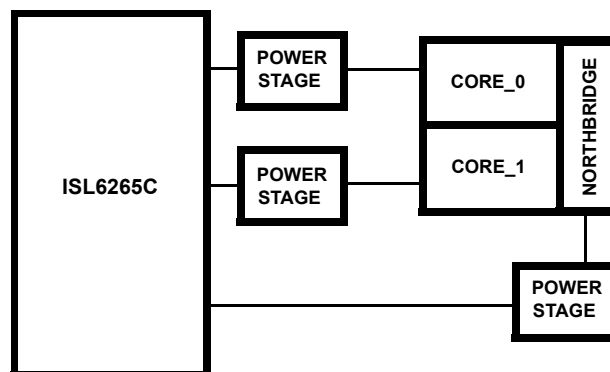 POWER
STAGE
CORE_0
NORTHBRIDGE
ISL6265C
POWER
STAGE
CORE_1
POWER
STAGE